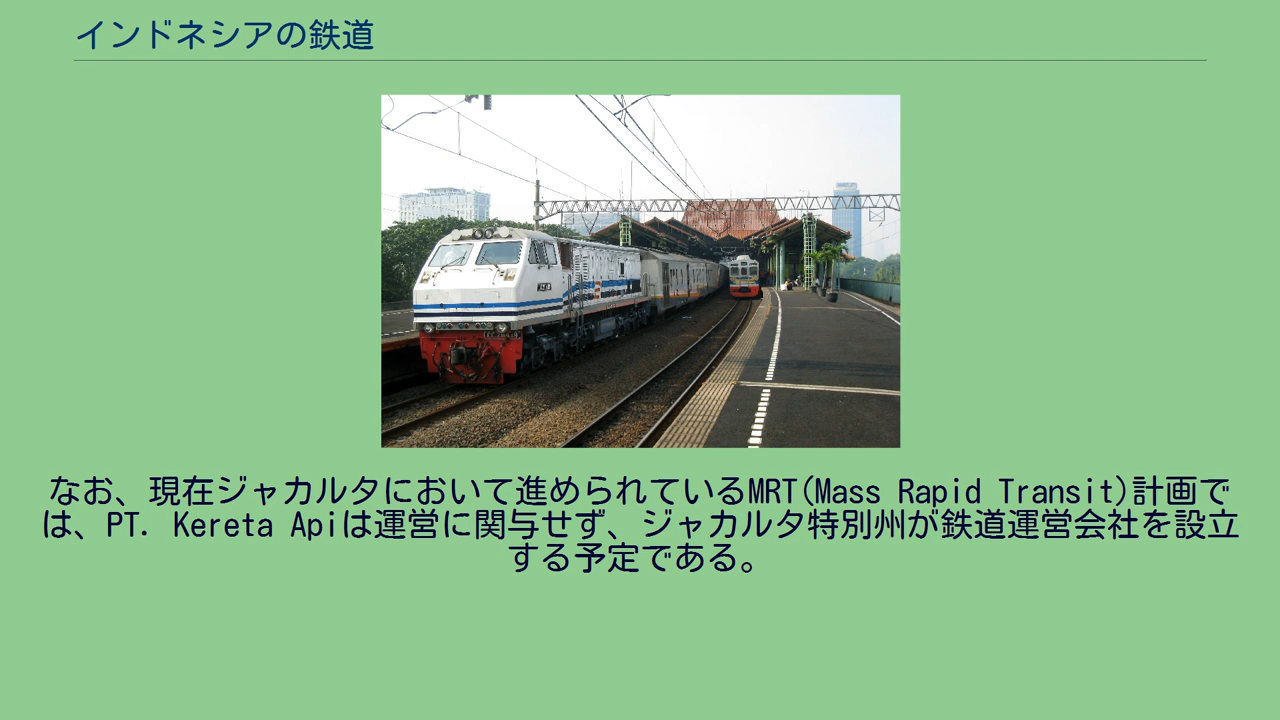 インドネシアの鉄道
なお、現在ジャカルタにおいて進められているMRT(Mass Rapid Transit)計画で
は、PT. Kereta Apiは運営に関与せず、ジャカルタ特別州が鉄道運営会社を設立
する予定である。